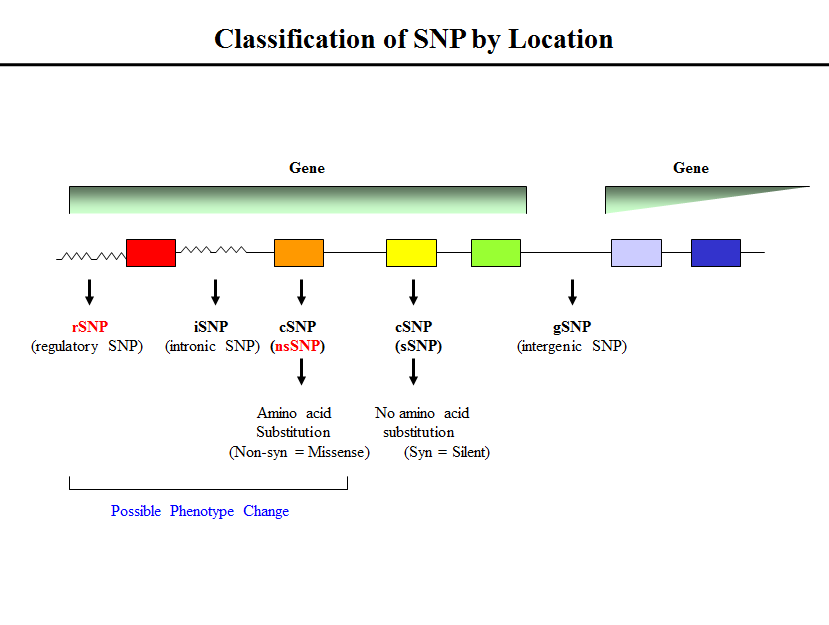 Classification of SNP by Location
Gene
Gene
rSNP
(regulatory SNP)
iSNP
(intronic SNP)
cSNP
(nsSNP)
cSNP
(sSNP)
gSNP
(intergenic SNP)
Amino acid
Substitution
(Non-syn = Missense)
No amino acid
substitution
(Syn = Silent)
Possible Phenotype Change